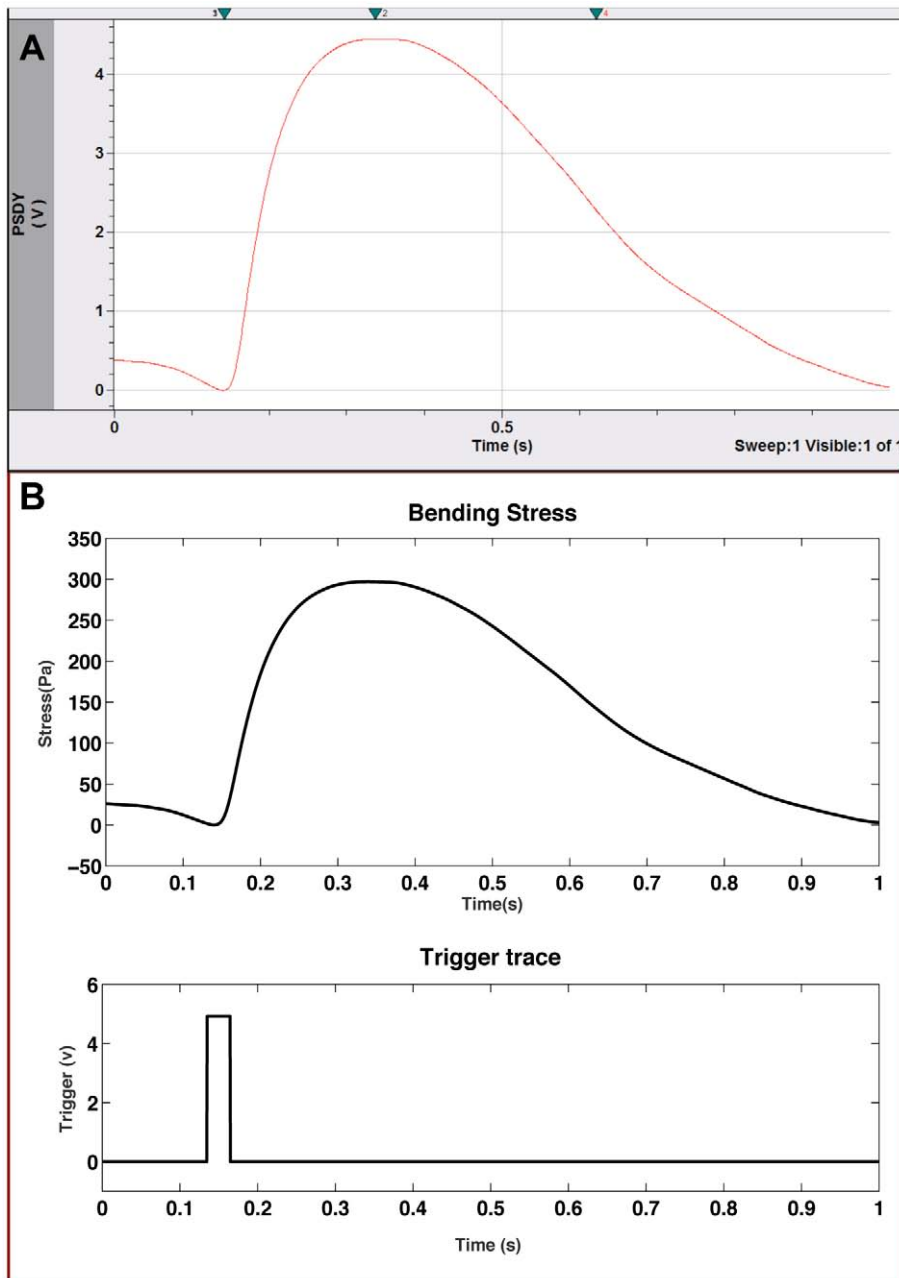 3 2 4
A
4
3
2
1
0
PSDY
( V )
0 0.5
Time (s) Sweep:1 Visible:1 of 1
B
Bending Stress
350
300
250
200
150
100
50
0
−50
Stress(Pa)
0 0.1 0.2 0.3 0.4 0.5 0.6 0.7 0.8 0.9 1
Time(s)
Trigger trace
6
4
2
0
Trigger (v)
0 0.1 0.2 0.3 0.4 0.5 0.6 0.7 0.8 0.9 1
Time (s)